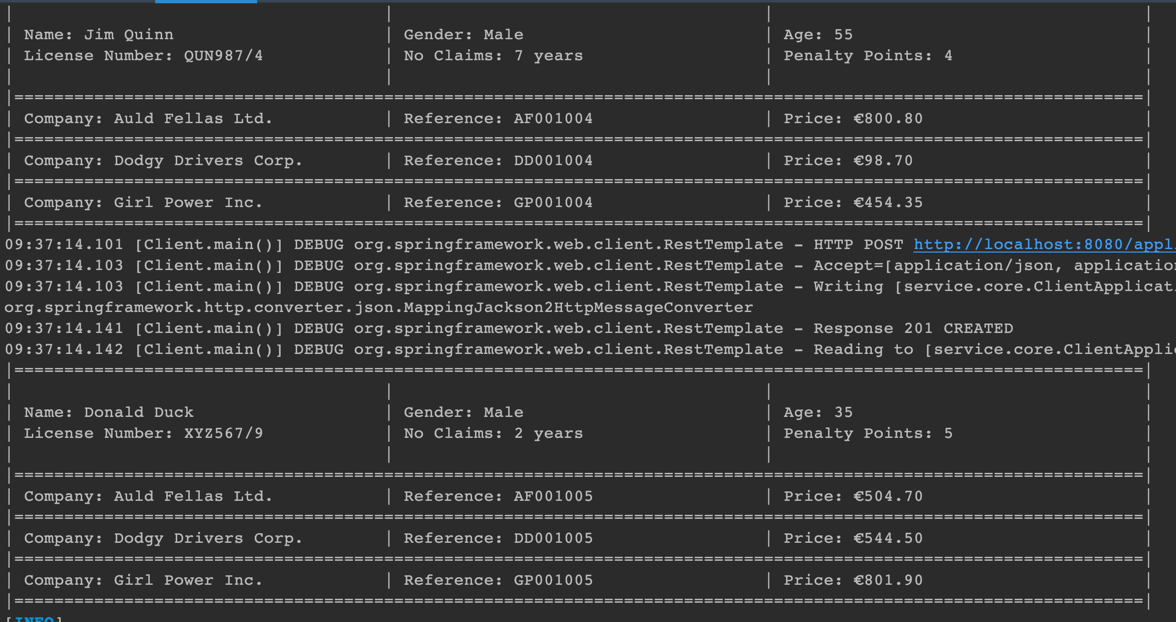 Name: Jim Quinn | Gender: Male | Age: 55
License Number: QUN987/4 | No Claims: 7 years | Penalty Points: 4
|==================================================================================================================|
Company: Auld Fellas Ltd. | Reference: AF001004 | Price: €800.80
|==================================================================================================================|
Company: Dodgy Drivers Corp. | Reference: DD001004 | Price: €98.70
|==================================================================================================================|
Company: Girl Power Inc. | Reference: GP001004 | Price: €454.35
|==================================================================================================================|
09:37:14.101 [Client.main()] DEBUG org.springframework.web.client.RestTemplate - HTTP POST http://localhost:8080/appl
09:37:14.103 [Client.main()] DEBUG org.springframework.web.client.RestTemplate - Accept=[application/json, applicatio
09:37:14.103 [Client.main()] DEBUG org.springframework.web.client.RestTemplate - Writing [service.core.ClientApplicat
org.springframework.http.converter.json.MappingJackson2HttpMessageConverter
09:37:14.141 [Client.main()] DEBUG org.springframework.web.client.RestTemplate - Response 201 CREATED
09:37:14.142 [Client.main()] DEBUG org.springframework.web.client.RestTemplate - Reading to [service.core.ClientAppli
|==================================================================================================================|
Name: Donald Duck | Gender: Male | Age: 35
License Number: XYZ567/9 | No Claims: 2 years | Penalty Points: 5
|==================================================================================================================|
Company: Auld Fellas Ltd. | Reference: AF001005 | Price: €504.70
|==================================================================================================================|
Company: Dodgy Drivers Corp. | Reference: DD001005 | Price: €544.50
|==================================================================================================================|
Company: Girl Power Inc. | Reference: GP001005 | Price: €801.90
|==================================================================================================================|
[INFO]